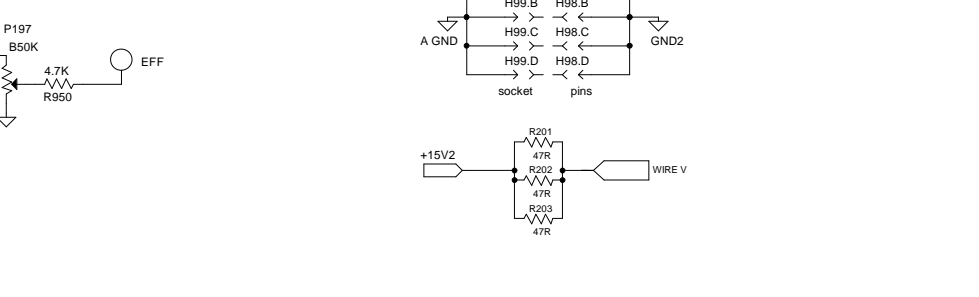 H99.B H98.B
P197
B50K
A GND
H99.C H98.C
GND2
4.7K
EFF
R950
H99.D H98.D
socket pins
R201
47R
+15V2
R202
WIRE V
47R
R203
47R